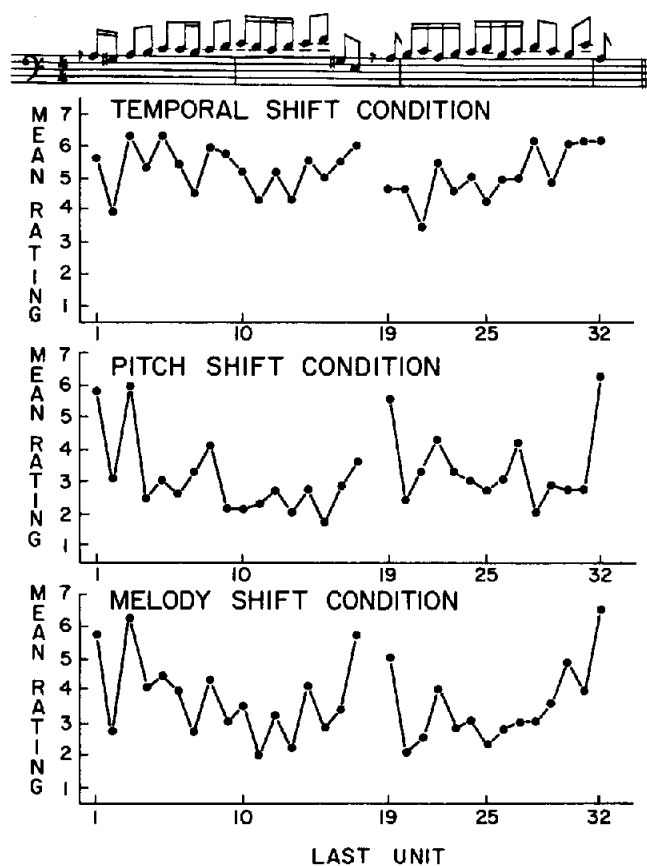 TEMPORAL SHIFT CONDITION
MEAN RATING
7
6
5
4
3
2
1
1 10 19 25 32
PITCH SHIFT CONDITION
MEAN RATING
7
6
5
4
3
2
1
1 10 19 25 32
MELODY SHIFT CONDITION
MEAN RATING
7
6
5
4
3
2
1
1 10 19 25 32
LAST UNIT